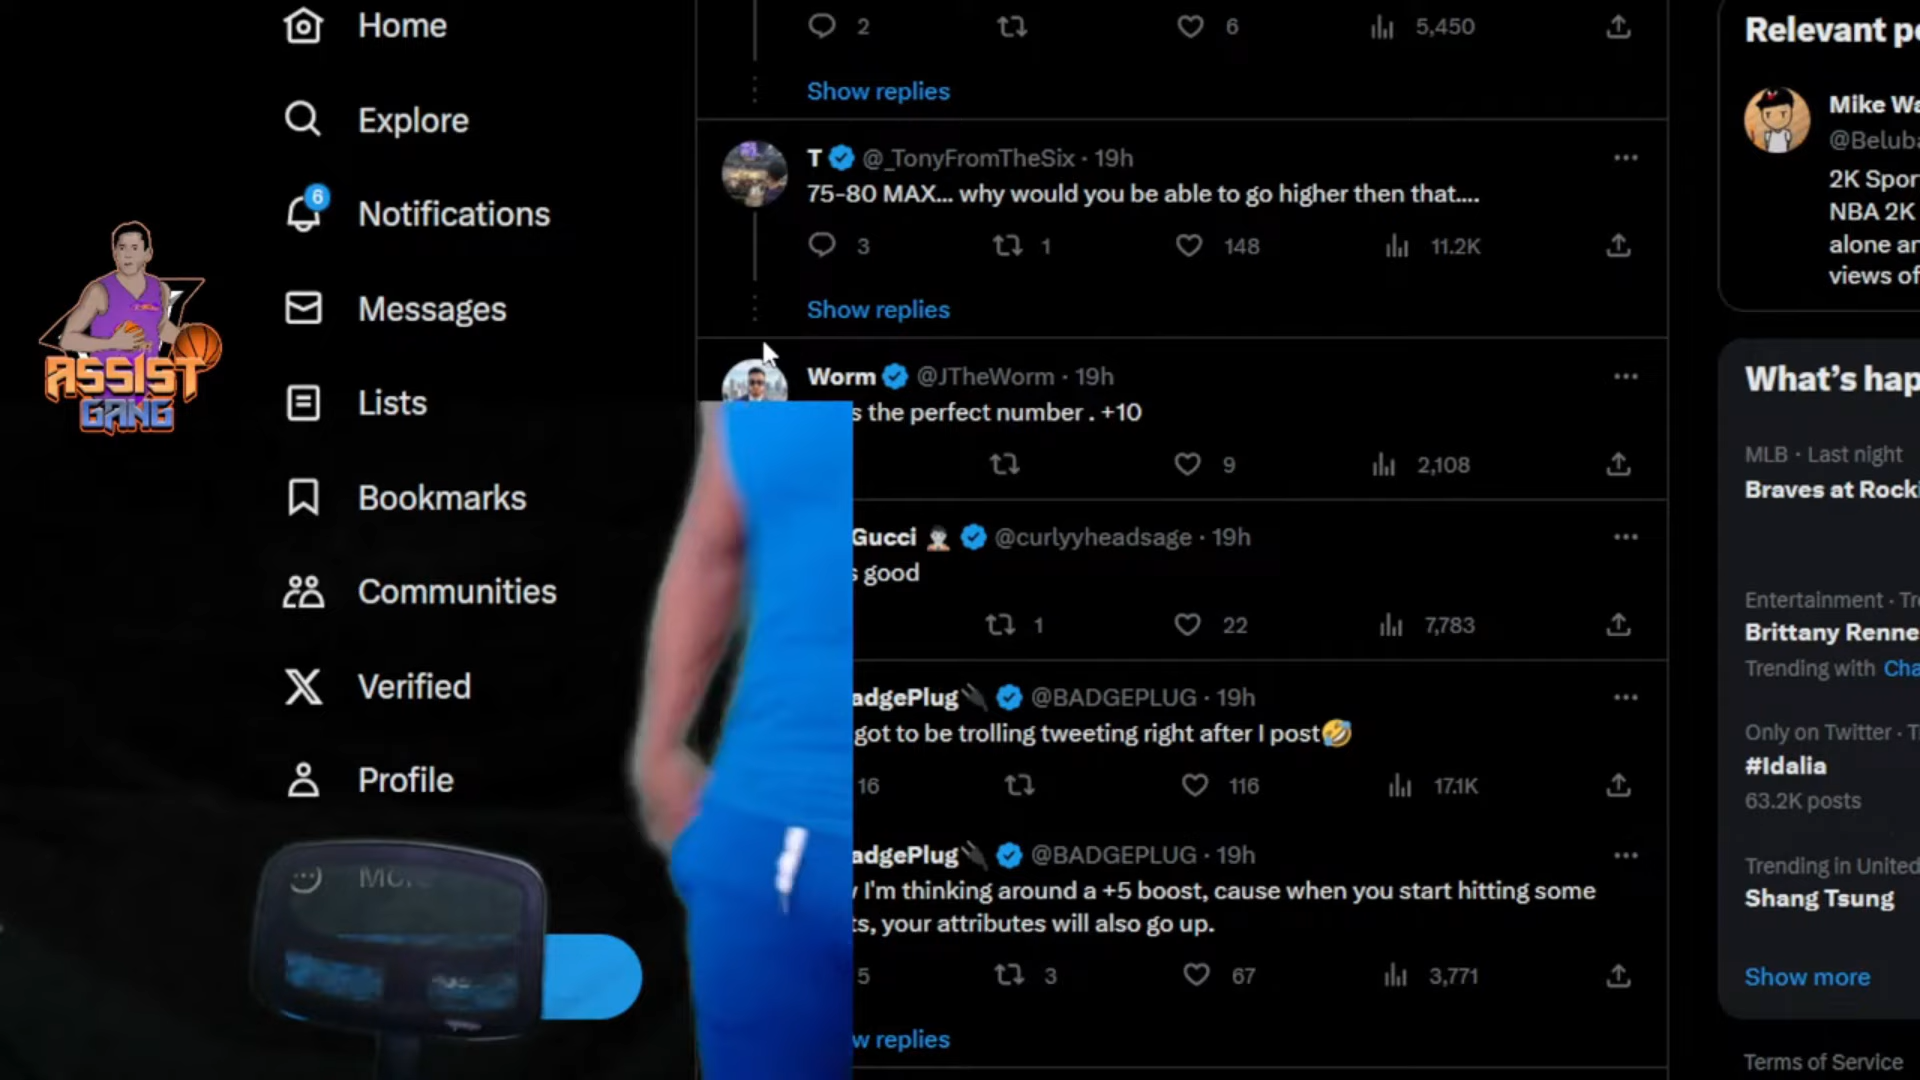 Home
Explore
6
Notifications
Messages
Lists
Bookmarks
Communities
Verified
Profile
ASSIST
GANG
2 6 5,450
Show replies
T @_TonyFromTheSix · 19h
75-80 MAX... why would you be able to go higher then that....
3 1 148 11.2K
Show replies
Worm @JTheWorm · 19h
s the perfect number . +10
9 2,108
Gucci @curlyyheadsage · 19h
s good
1 22 7,783
adgePlug @BADGEPLUG · 19h
got to be trolling tweeting right after I post🤣
16 116 17.1K
adgePlug @BADGEPLUG · 19h
I'm thinking around a +5 boost, cause when you start hitting some
ts, your attributes will also go up.
5 3 67 3,771
w replies
Relevant pe
Mike Wa
@Beluba
2K Spor
NBA 2K
alone an
views of
What's hap
MLB · Last night
Braves at Rocki
Entertainment · Tre
Brittany Renne
Trending with Cha
Only on Twitter · T
#Idalia
63.2K posts
Trending in United
Shang Tsung
Show more
Terms of Service